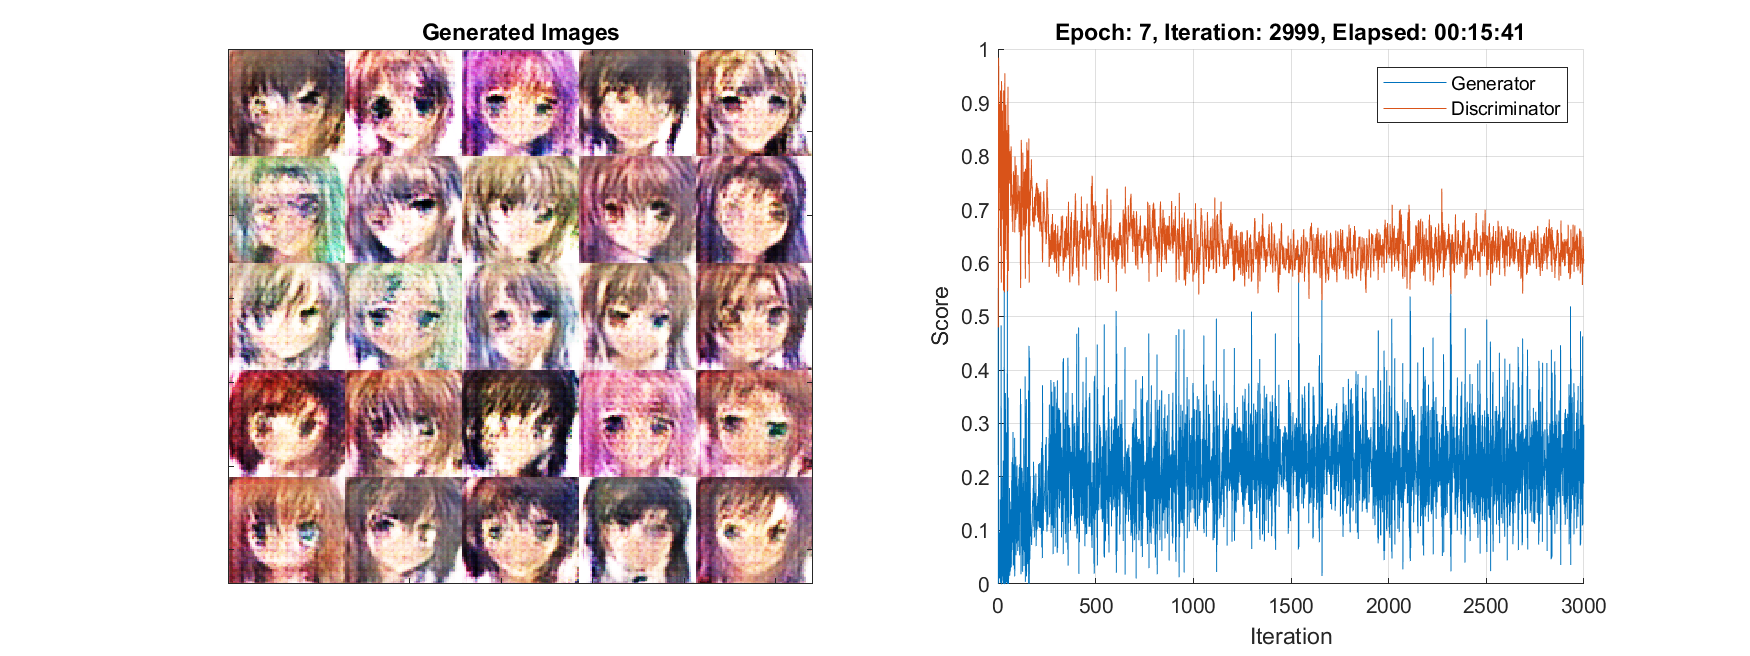 Generated Images
Epoch: 7, Iteration: 2999, Elapsed: 00:15:41
Generator
Discriminator
1
0.9
0.8
0.7
0.6
0.5
0.4
0.3
0.2
0.1
0
Score
0 500 1000 1500 2000 2500 3000
Iteration